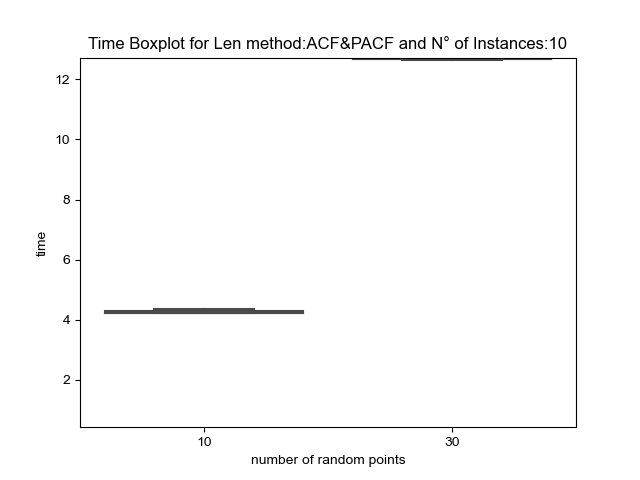 Time Boxplot for Len method:ACF&PACF and N° of Instances:10
12
10
8
6
4
2
time
10
30
number of random points